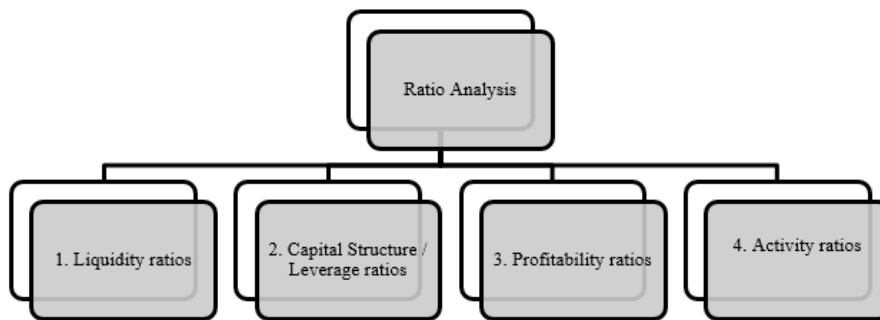 Ratio Analysis
1. Liquidity ratios
2. Capital Structure /
Leverage ratios
3. Profitability ratios
4. Activity ratios